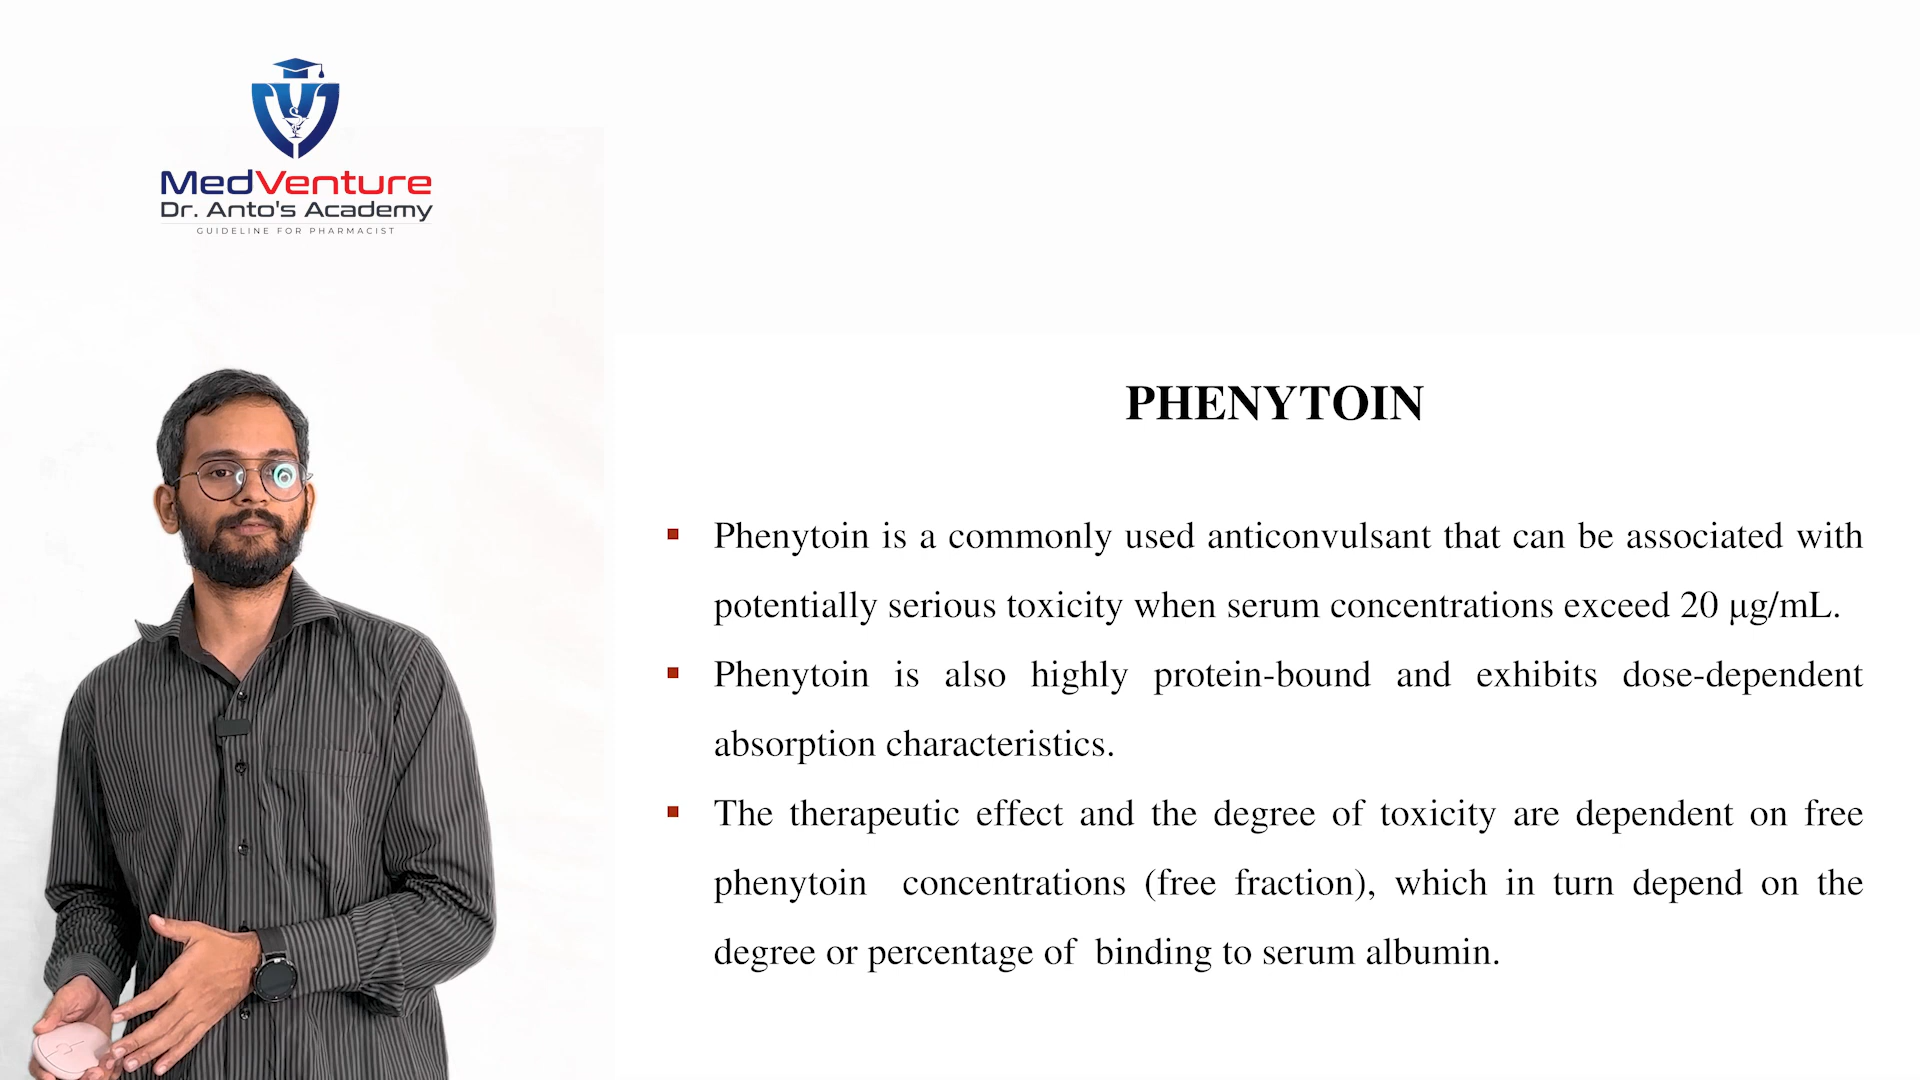 MedVenture
Dr. Anto's Academy
GUIDELINE FOR PHARMACIST
PHENYTOIN
Phenytoin is a commonly used anticonvulsant that can be associated with
potentially serious toxicity when serum concentrations exceed 20 µg/mL.
Phenytoin is also highly protein-bound and exhibits dose-dependent
absorption characteristics.
The therapeutic effect and the degree of toxicity are dependent on free
phenytoin concentrations (free fraction), which in turn depend on the
degree or percentage of binding to serum albumin.